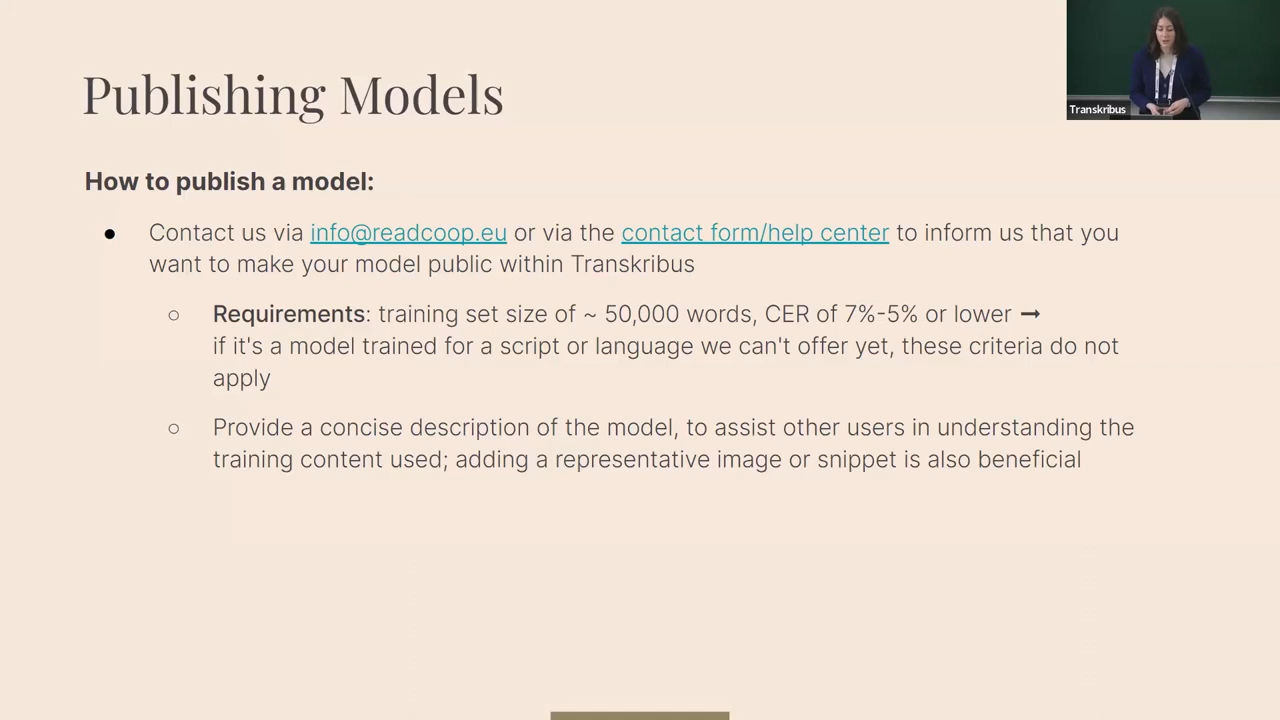 Publishing Models
Transkribus
How to publish a model:
● Contact us via info@readcoop.eu or via the contact form/help center to inform us that you
want to make your model public within Transkribus
○ Requirements: training set size of ~ 50,000 words, CER of 7%-5% or lower ➞
if it's a model trained for a script or language we can't offer yet, these criteria do not
apply
○ Provide a concise description of the model, to assist other users in understanding the
training content used; adding a representative image or snippet is also beneficial